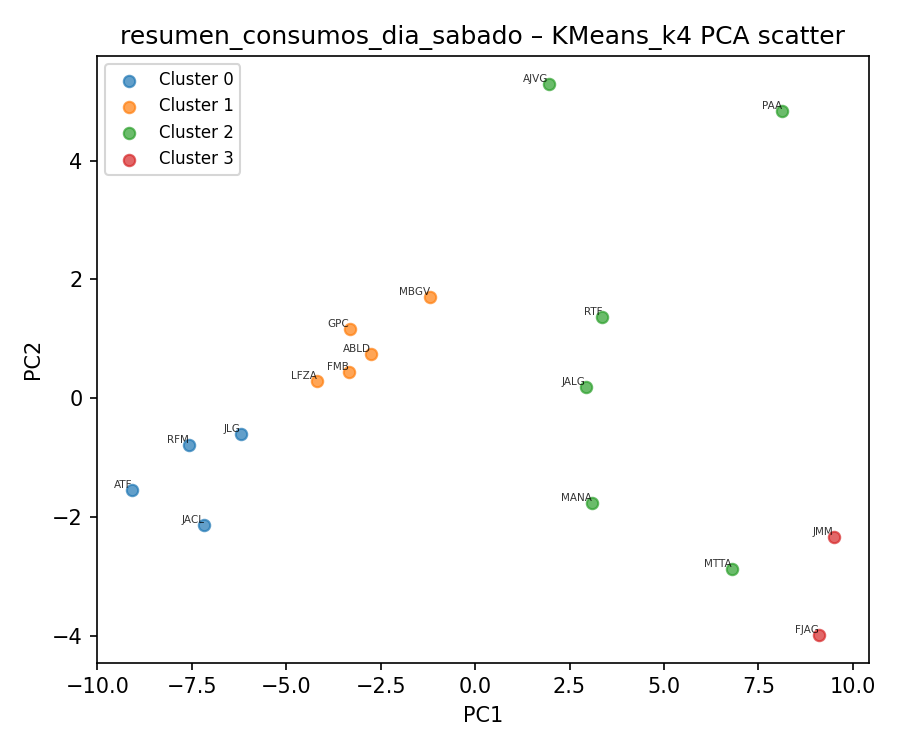 resumen_consumos_dia_sabado – KMeans_k4 PCA scatter
Cluster 0
Cluster 1
Cluster 2
Cluster 3
AJVG
PAA
MBGV
GPC
ABLD
FMB
LFZA
RTF
JALG
JLG
RFM
ATF
JACL
MANA
MTTA
JMM
FJAG
4
2
0
−2
−4
PC2
−10.0 −7.5 −5.0 −2.5 0.0 2.5 5.0 7.5 10.0
PC1